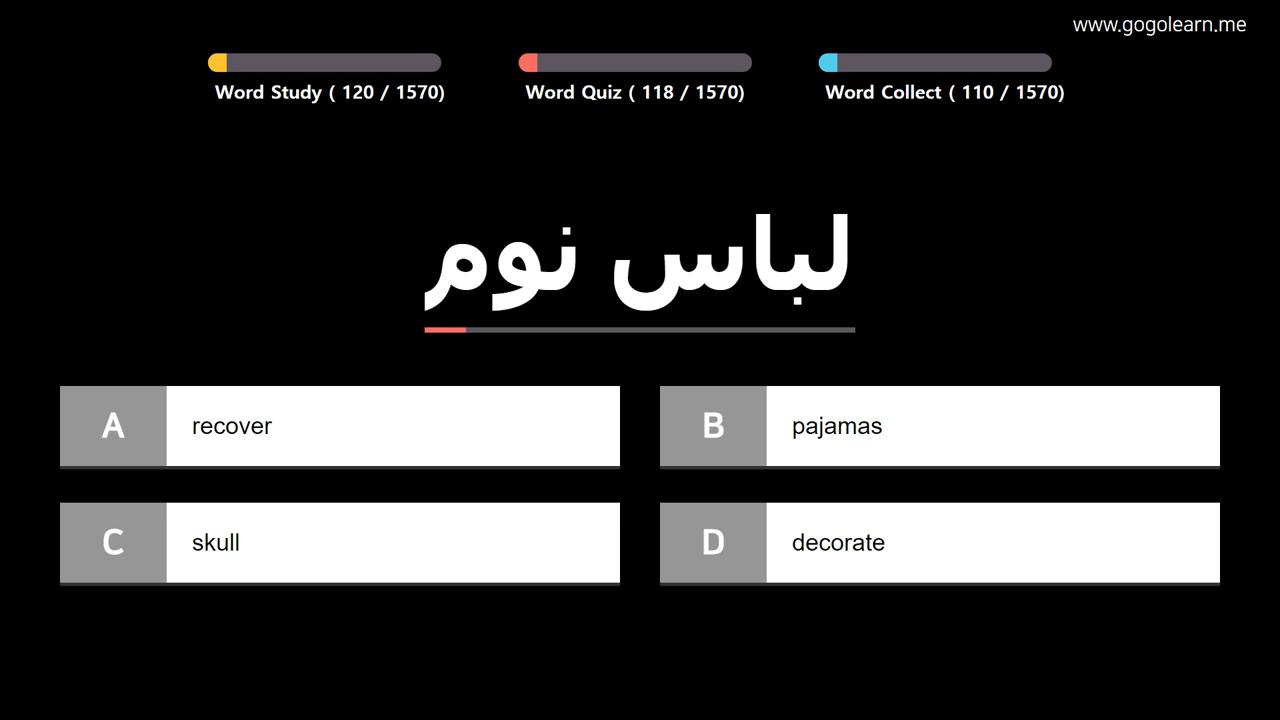 www.gogolearn.me
Word Study ( 120 / 1570)
Word Quiz ( 118 / 1570)
Word Collect ( 110 / 1570)
لباس نوم
A recover
B pajamas
C skull
D decorate